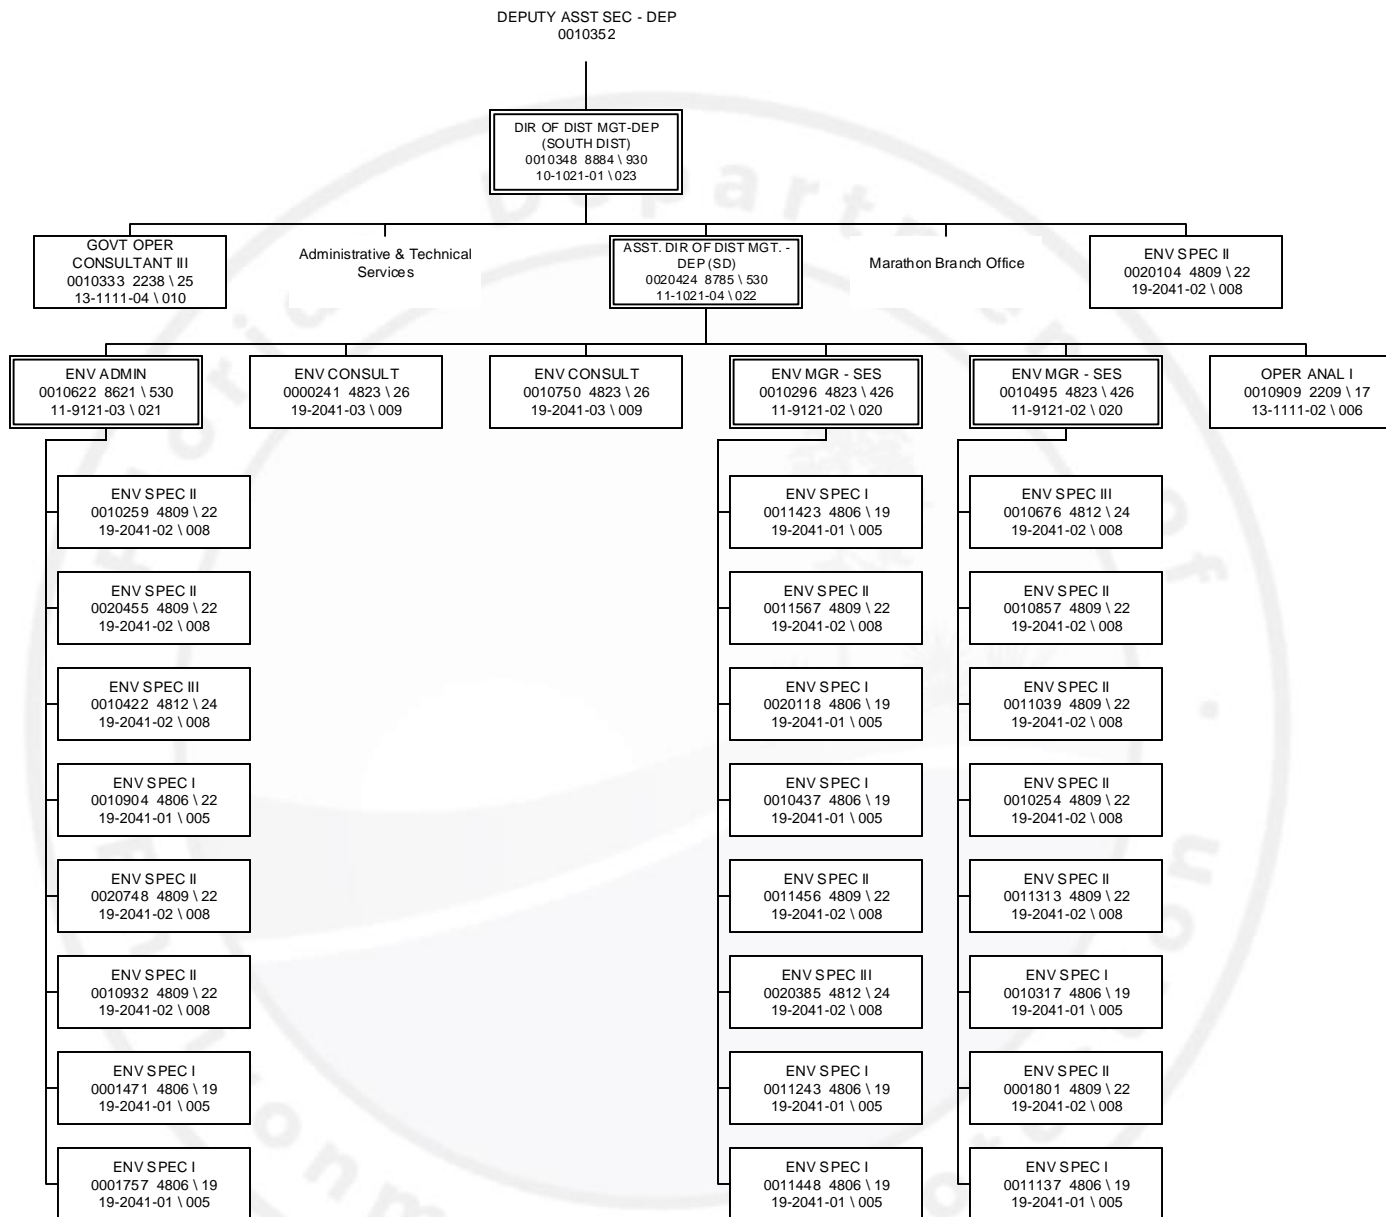 DEPUTY ASST SEC - DEP
0010352
DIR OF DIST MGT-DEP
(SOUTH DIST)
0010348 8884 \ 930
10-1021-01 \ 023
GOVT OPER
CONSULTANT III
0010333 2238 \ 25
13-1111-04 \ 010
Administrative & Technical
Services
ASST. DIR OF DIST MGT. -
DEP (SD)
0020424 8785 \ 530
11-1021-04 \ 022
Marathon Branch Office
ENV SPEC II
0020104 4809 \ 22
19-2041-02 \ 008
ENV ADMIN
0010622 8621 \ 530
11-9121-03 \ 021
ENV CONSULT
0000241 4823 \ 26
19-2041-03 \ 009
ENV CONSULT
0010750 4823 \ 26
19-2041-03 \ 009
ENV MGR - SES
0010296 4823 \ 426
11-9121-02 \ 020
ENV MGR - SES
0010495 4823 \ 426
11-9121-02 \ 020
OPER ANAL I
0010909 2209 \ 17
13-1111-02 \ 006
ENV SPEC II
0010259 4809 \ 22
19-2041-02 \ 008
ENV SPEC II
0020455 4809 \ 22
19-2041-02 \ 008
ENV SPEC III
0010422 4812 \ 24
19-2041-02 \ 008
ENV SPEC I
0010904 4806 \ 22
19-2041-01 \ 005
ENV SPEC II
0020748 4809 \ 22
19-2041-02 \ 008
ENV SPEC II
0010932 4809 \ 22
19-2041-02 \ 008
ENV SPEC I
0001471 4806 \ 19
19-2041-01 \ 005
ENV SPEC I
0001757 4806 \ 19
19-2041-01 \ 005
ENV SPEC I
0011423 4806 \ 19
19-2041-01 \ 005
ENV SPEC II
0011567 4809 \ 22
19-2041-02 \ 008
ENV SPEC I
0020118 4806 \ 19
19-2041-01 \ 005
ENV SPEC I
0010437 4806 \ 19
19-2041-01 \ 005
ENV SPEC II
0011456 4809 \ 22
19-2041-02 \ 008
ENV SPEC III
0020385 4812 \ 24
19-2041-02 \ 008
ENV SPEC I
0011243 4806 \ 19
19-2041-01 \ 005
ENV SPEC I
0011448 4806 \ 19
19-2041-01 \ 005
ENV SPEC III
0010676 4812 \ 24
19-2041-02 \ 008
ENV SPEC II
0010857 4809 \ 22
19-2041-02 \ 008
ENV SPEC II
0011039 4809 \ 22
19-2041-02 \ 008
ENV SPEC II
0010254 4809 \ 22
19-2041-02 \ 008
ENV SPEC II
0011313 4809 \ 22
19-2041-02 \ 008
ENV SPEC I
0010317 4806 \ 19
19-2041-01 \ 005
ENV SPEC II
0001801 4809 \ 22
19-2041-02 \ 008
ENV SPEC I
0011137 4806 \ 19
19-2041-01 \ 005